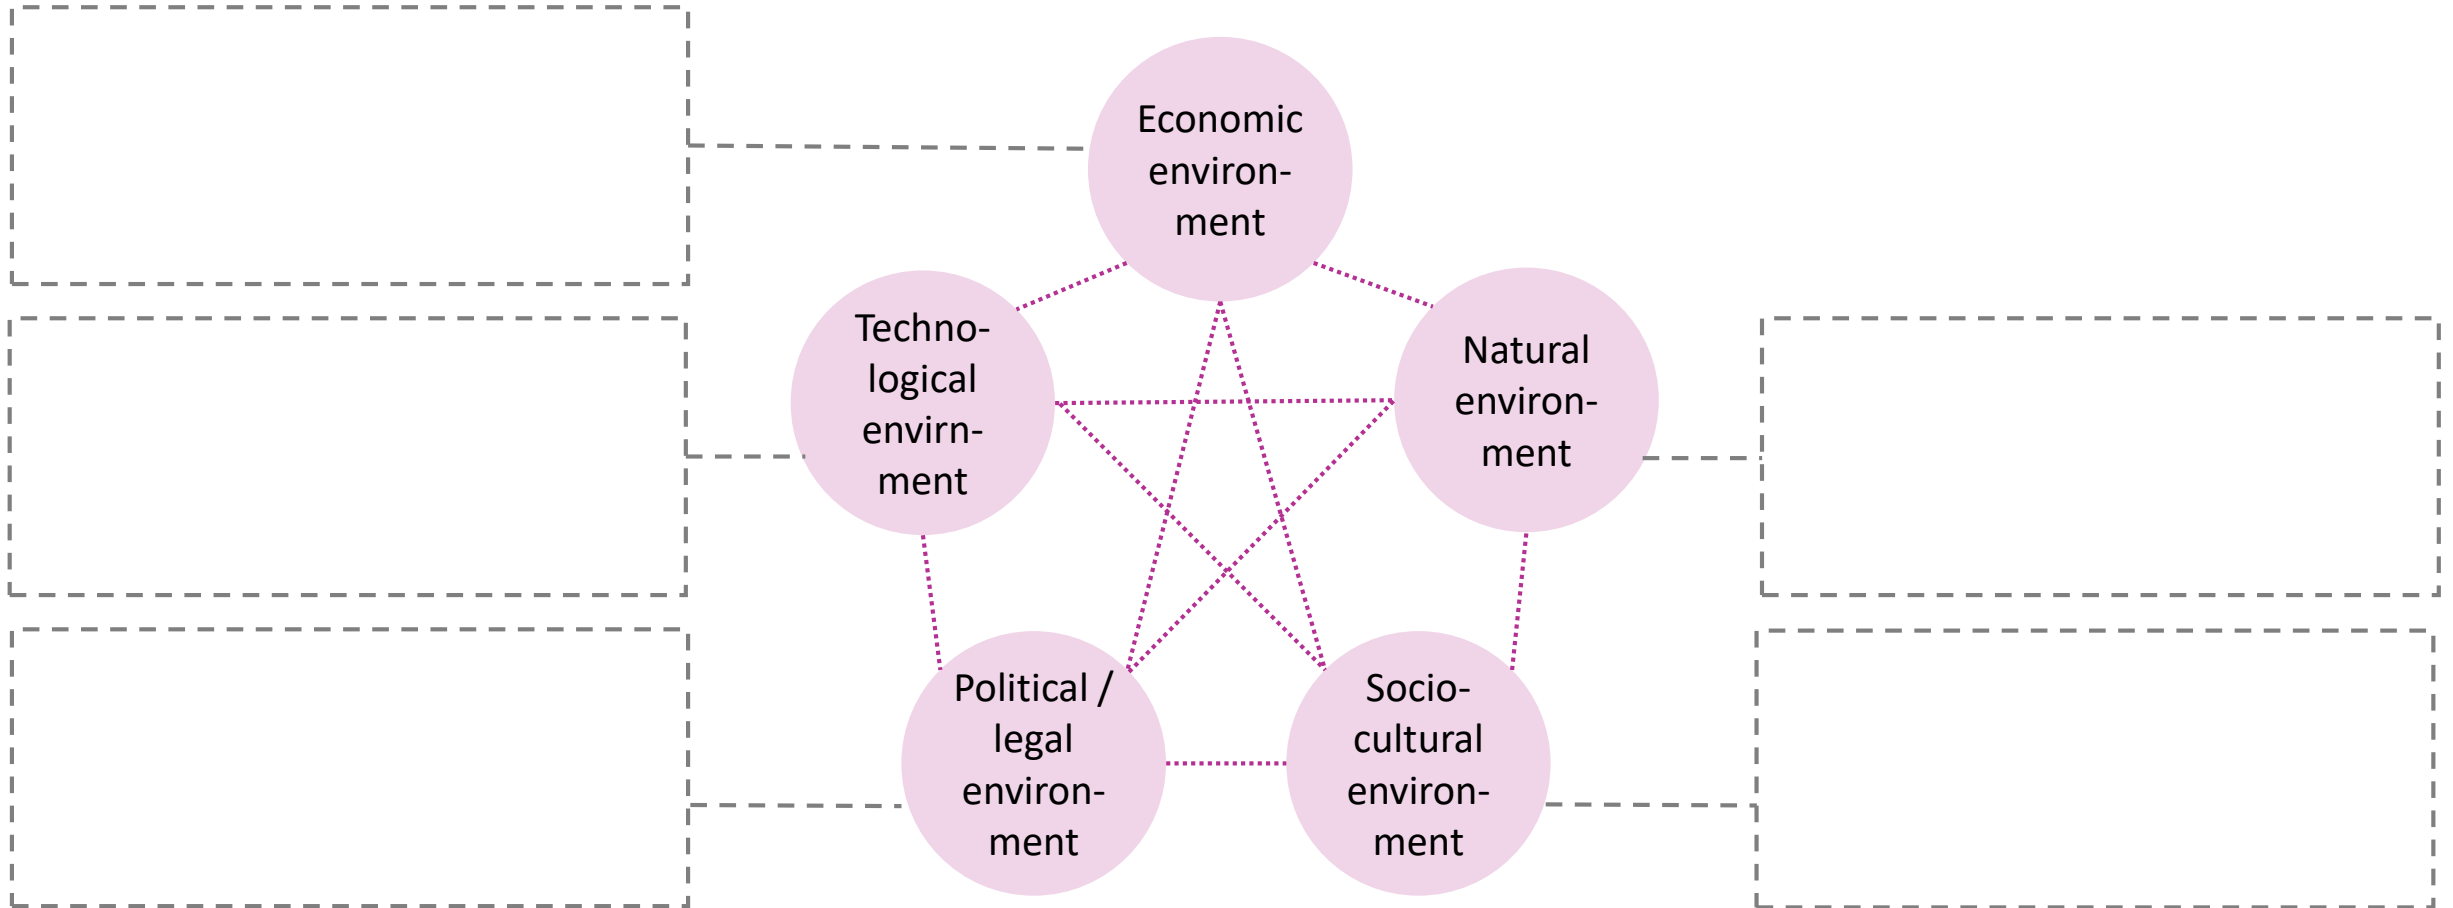 Economic
environ-
ment
Techno-
logical
envirn-
ment
Natural
environ-
ment
Political /
legal
environ-
ment
Socio-
cultural
environ-
ment